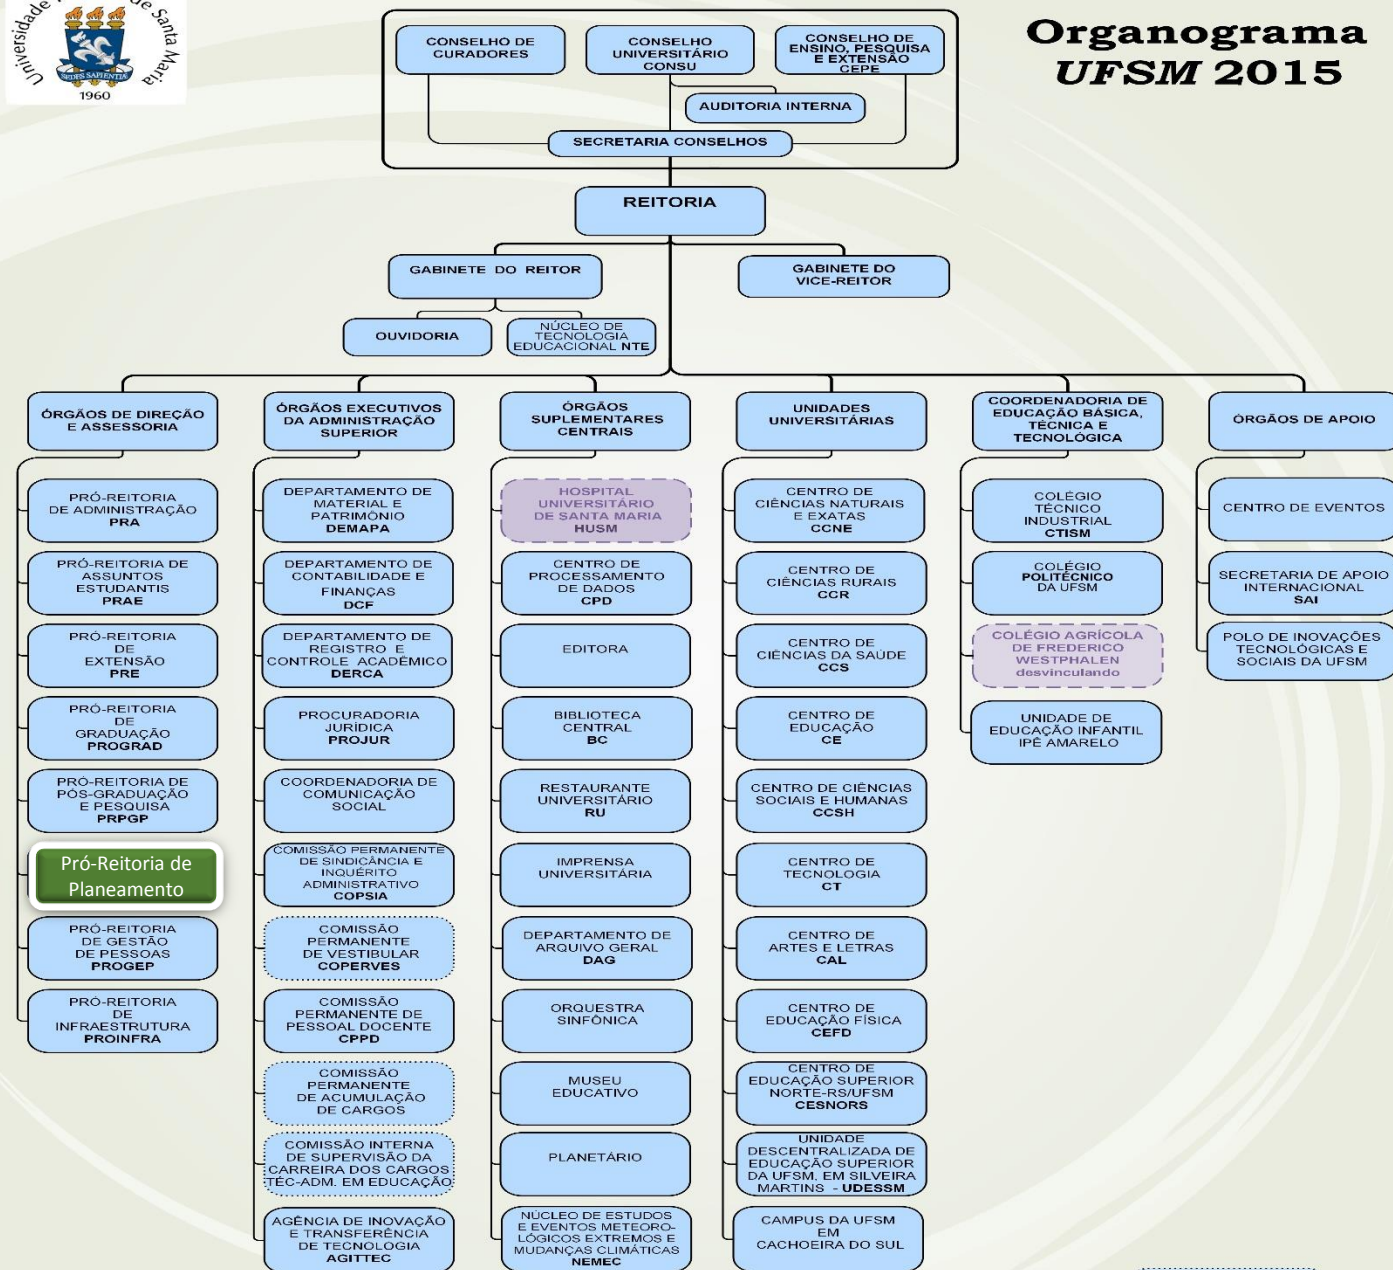 Universidade
de Santa Maria
SEDES SAPIENTIAE
1960
Organograma
UFSM 2015
CONSELHO DE
CURADORES
CONSELHO
UNIVERSITÁRIO
CONSU
CONSELHO DE
ENSINO, PESQUISA
E EXTENSÃO
CEPE
AUDITORIA INTERNA
SECRETARIA CONSELHOS
REITORIA
GABINETE DO REITOR
GABINETE DO
VICE-REITOR
OUVIDORIA
NÚCLEO DE
TECNOLOGIA
EDUCACIONAL NTE
ÓRGÃOS DE DIREÇÃO
E ASSESSORIA
PRÓ-REITORIA
DE ADMINISTRAÇÃO
PRA
PRÓ-REITORIA DE
ASSUNTOS
ESTUDANTIS
PRAE
PRÓ-REITORIA
DE
EXTENSÃO
PRE
PRÓ-REITORIA
DE
GRADUAÇÃO
PROGRAD
PRÓ-REITORIA DE
PÓS-GRADUAÇÃO
E PESQUISA
PRPGP
Pró-Reitoria de
Planeamento
PRÓ-REITORIA
DE GESTÃO
DE PESSOAS
PROGEP
PRÓ-REITORIA
DE
INFRAESTRUTURA
PROINFRA
ÓRGÃOS EXECUTIVOS
DA ADMINISTRAÇÃO
SUPERIOR
DEPARTAMENTO DE
MATERIAL E
PATRIMÔNIO
DEMAPA
DEPARTAMENTO DE
CONTABILIDADE E
FINANÇAS
DCF
DEPARTAMENTO DE
REGISTRO E
CONTROLE ACADÊMICO
DERCA
PROCURADORIA
JURÍDICA
PROJUR
COORDENADORIA DE
COMUNICAÇÃO
SOCIAL
COMISSÃO PERMANENTE
DE SINDICÂNCIA E
INQUÉRITO
ADMINISTRATIVO
COPSIA
COMISSÃO
PERMANENTE
DE VESTIBULAR
COPERVES
COMISSÃO
PERMANENTE DE
PESSOAL DOCENTE
CPPD
COMISSÃO
PERMANENTE
DE ACUMULAÇÃO
DE CARGOS
COMISSÃO INTERNA
DE SUPERVISÃO DA
CARREIRA DOS CARGOS
TÉC-ADM. EM EDUCAÇÃO
AGÊNCIA DE INOVAÇÃO
E TRANSFERÊNCIA
DE TECNOLOGIA
AGITTEC
ÓRGÃOS
SUPLEMENTARES
CENTRAIS
HOSPITAL
UNIVERSITÁRIO
DE SANTA MARIA
HUSM
CENTRO DE
PROCESSAMENTO
DE DADOS
CPD
EDITORA
BIBLIOTECA
CENTRAL
BC
RESTAURANTE
UNIVERSITÁRIO
RU
IMPRENSA
UNIVERSITÁRIA
DEPARTAMENTO DE
ARQUIVO GERAL
DAG
ORQUESTRA
SINFÔNICA
MUSEU
EDUCATIVO
PLANETÁRIO
NÚCLEO DE ESTUDOS
E EVENTOS METEORO-
LÓGICOS EXTREMOS E
MUDANÇAS CLIMÁTICAS
NEMEC
UNIDADES
UNIVERSITÁRIAS
CENTRO DE
CIÊNCIAS NATURAIS
E EXATAS
CCNE
CENTRO DE
CIÊNCIAS RURAIS
CCR
CENTRO DE
CIÊNCIAS DA SAÚDE
CCS
CENTRO DE
EDUCAÇÃO
CE
CENTRO DE CIÊNCIAS
SOCIAIS E HUMANAS
CCSH
CENTRO DE
TECNOLOGIA
CT
CENTRO DE
ARTES E LETRAS
CAL
CENTRO DE
EDUCAÇÃO FÍSICA
CEFD
CENTRO DE
EDUCAÇÃO SUPERIOR
NORTE-RS/UFSM
CESNORS
UNIDADE
DESCENTRALIZADA DE
EDUCAÇÃO SUPERIOR
DA UFSM, EM SILVEIRA
MARTINS - UDESSM
CAMPUS DA UFSM
EM
CACHOEIRA DO SUL
COORDENADORIA DE
EDUCAÇÃO BÁSICA,
TÉCNICA E
TECNOLÓGICA
COLÉGIO
TÉCNICO
INDUSTRIAL
CTISM
COLÉGIO
POLITÉCNICO
DA UFSM
COLÉGIO AGRÍCOLA
DE FREDERICO
WESTPHALEN
desvinculando
UNIDADE DE
EDUCAÇÃO INFANTIL
IPÊ AMARELO
ÓRGÃOS DE APOIO
CENTRO DE EVENTOS
SECRETARIA DE APOIO
INTERNACIONAL
SAI
POLO DE INOVAÇÕES
TECNOLÓGICAS E
SOCIAIS DA UFSM